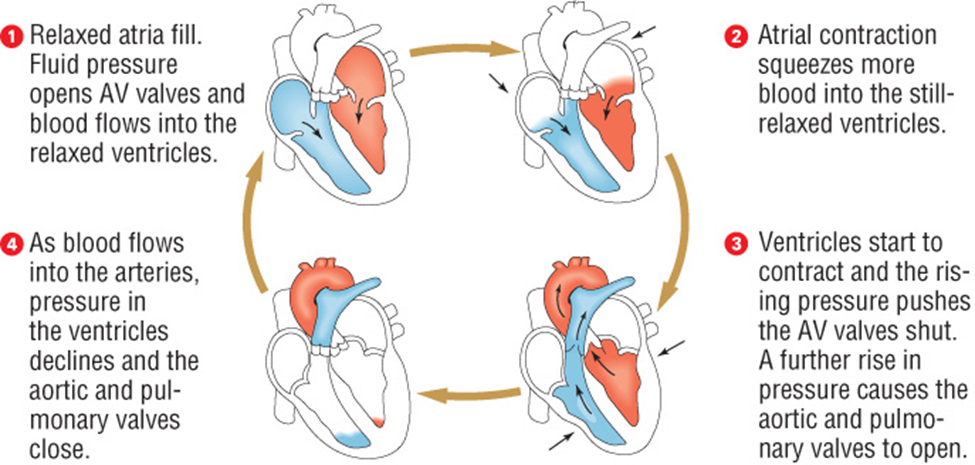 1 Relaxed atria fill.
Fluid pressure
opens AV valves and
blood flows into the
relaxed ventricles.
2 Atrial contraction
squeezes more
blood into the still-
relaxed ventricles.
3 Ventricles start to
contract and the ris-
ing pressure pushes
the AV valves shut.
A further rise in
pressure causes the
aortic and pulmo-
nary valves to open.
4 As blood flows
into the arteries,
pressure in
the ventricles
declines and the
aortic and pul-
monary valves
close.